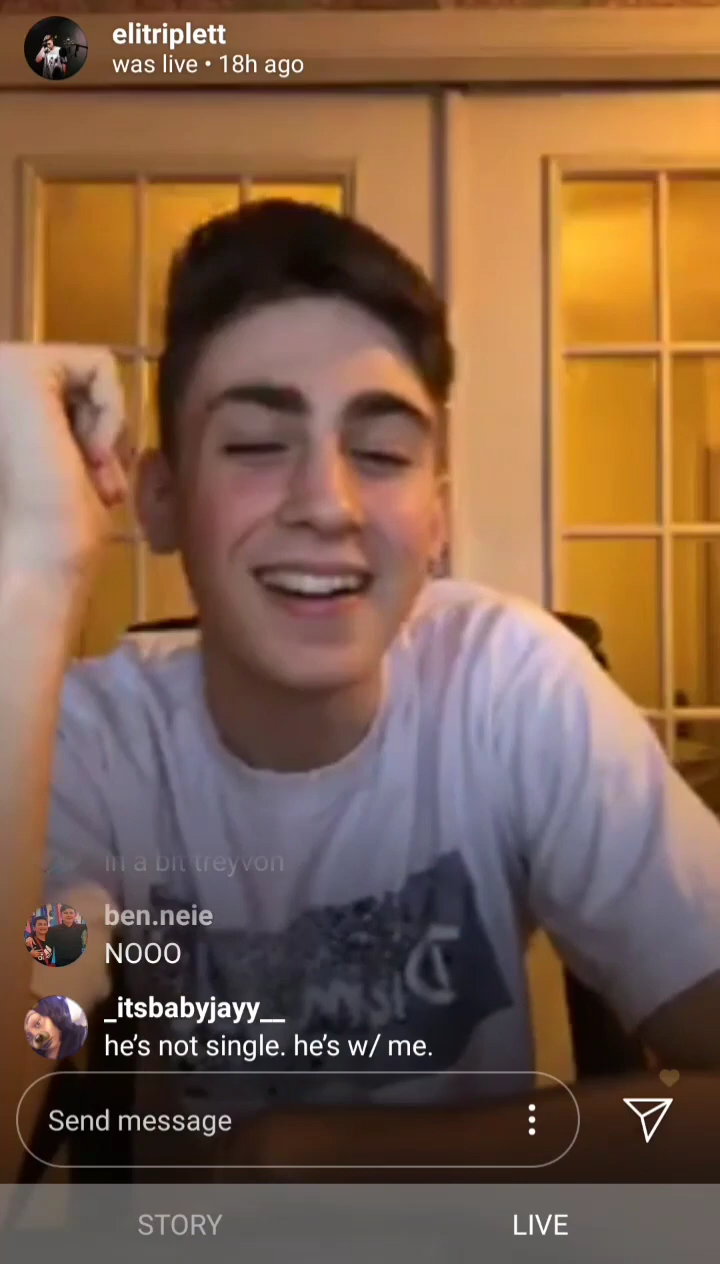 elitriplett
was live • 18h ago
in a bit treyvon
ben.neie
NOOO
_itsbabyjayy__
he's not single. he's w/ me.
Send message
STORY
LIVE